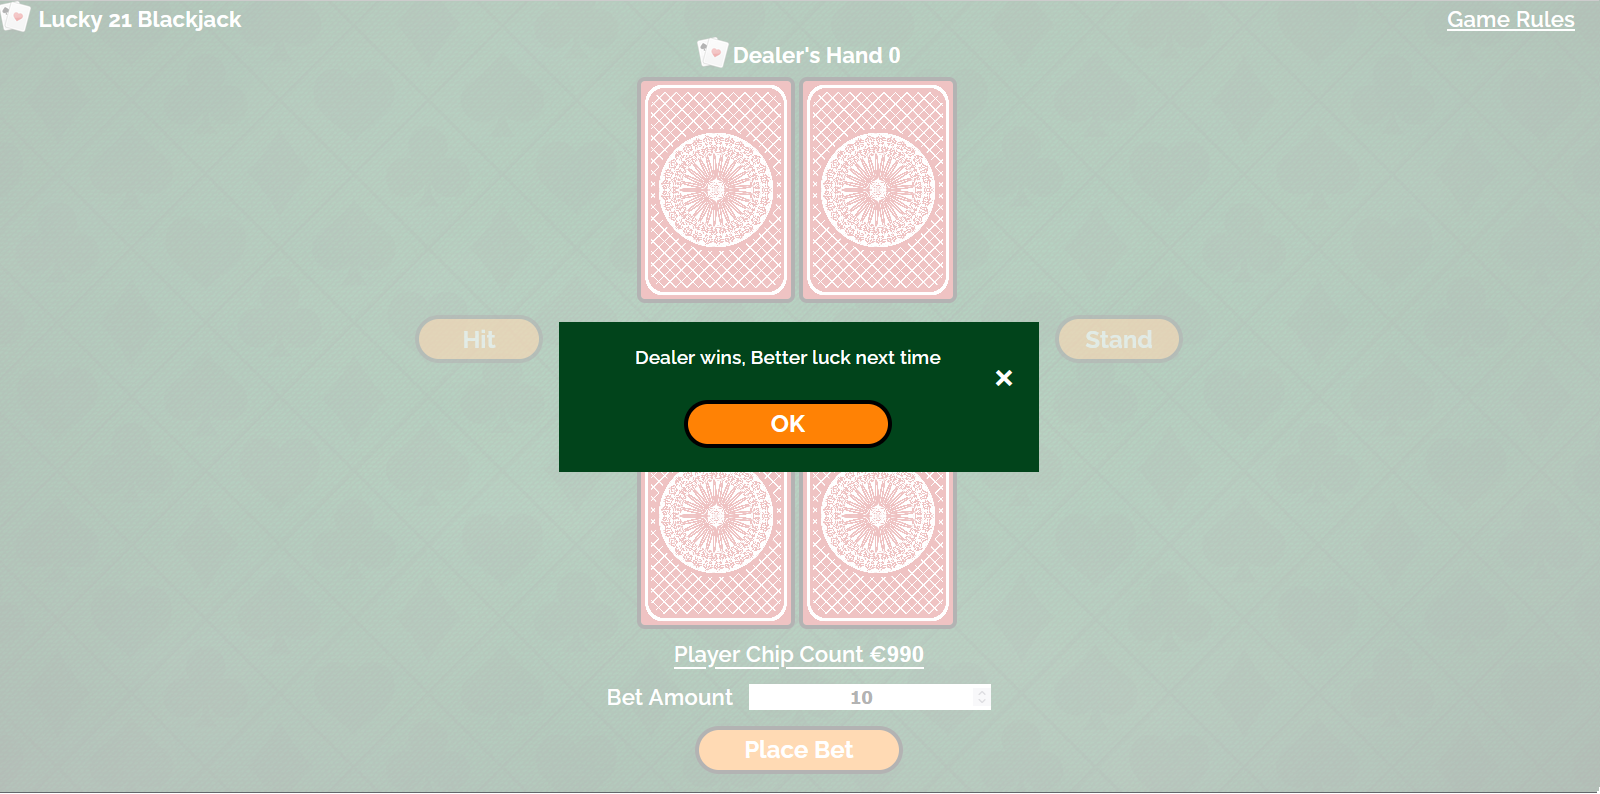 Lucky 21 Blackjack
Game Rules
Dealer's Hand 0
Hit
Stand
Dealer wins, Better luck next time
×
OK
Player Chip Count €990
Bet Amount 10
Place Bet